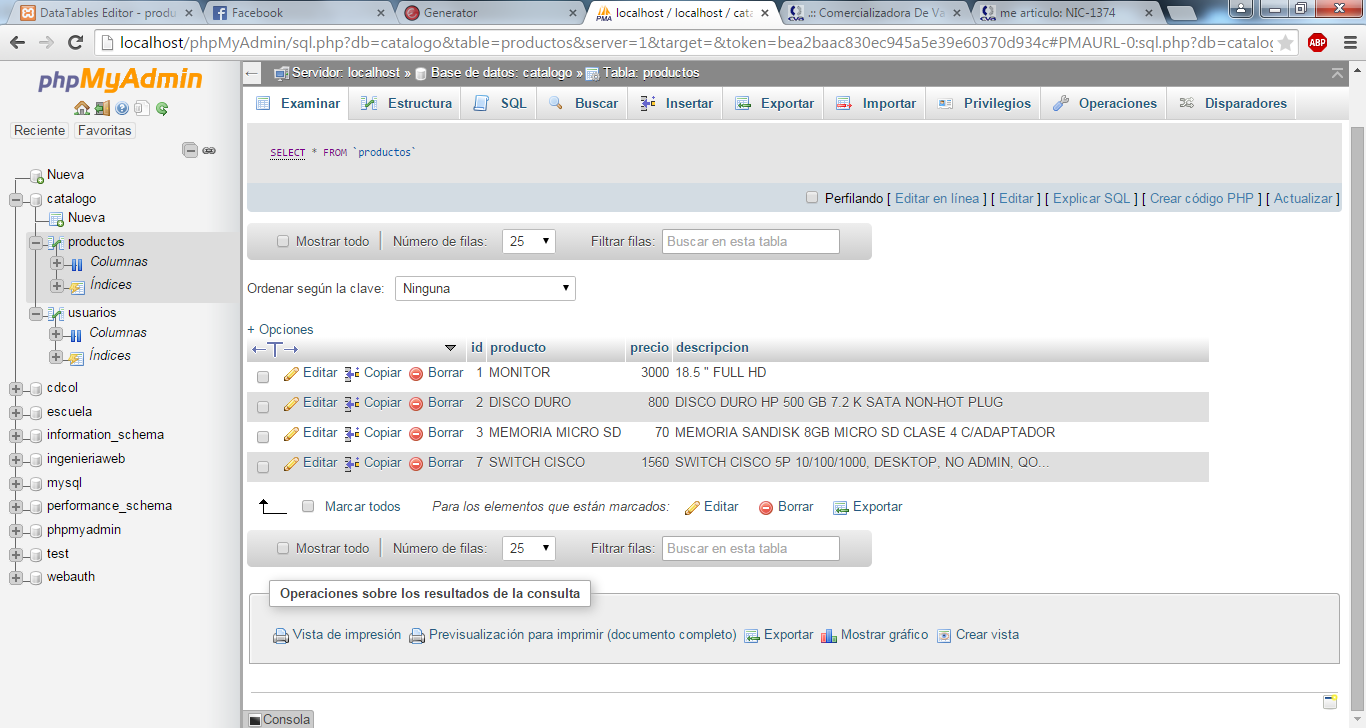 DataTables Editor - produ
Facebook
Generator
localhost / localhost / cata
.:: Comercializadora De Va
me articulo: NIC-1374
localhost/phpMyAdmin/sql.php?db=catalogo&table=productos&server=1&target=&token=bea2baac830ec945a5e39e60370d934c#PMAURL-0:sql.php?db=catalog
ABP
phpMyAdmin
Reciente Favoritas
Nueva
catalogo
Nueva
productos
Columnas
Índices
usuarios
Columnas
Índices
cdcol
escuela
information_schema
ingenieriaweb
mysql
performance_schema
phpmyadmin
test
webauth
Servidor: localhost » Base de datos: catalogo » Tabla: productos
Examinar Estructura SQL Buscar Insertar Exportar Importar Privilegios Operaciones Disparadores
SELECT * FROM `productos`
Perfilando [ Editar en línea ] [ Editar ] [ Explicar SQL ] [ Crear código PHP ] [ Actualizar ]
Mostrar todo Número de filas: 25 Filtrar filas: Buscar en esta tabla
Ordenar según la clave: Ninguna
+ Opciones
←T→ id producto precio descripcion
Editar Copiar Borrar 1 MONITOR 3000 18.5 " FULL HD
Editar Copiar Borrar 2 DISCO DURO 800 DISCO DURO HP 500 GB 7.2 K SATA NON-HOT PLUG
Editar Copiar Borrar 3 MEMORIA MICRO SD 70 MEMORIA SANDISK 8GB MICRO SD CLASE 4 C/ADAPTADOR
Editar Copiar Borrar 7 SWITCH CISCO 1560 SWITCH CISCO 5P 10/100/1000, DESKTOP, NO ADMIN, QO...
Marcar todos Para los elementos que están marcados: Editar Borrar Exportar
Mostrar todo Número de filas: 25 Filtrar filas: Buscar en esta tabla
Operaciones sobre los resultados de la consulta
Vista de impresión Previsualización para imprimir (documento completo) Exportar Mostrar gráfico Crear vista
Consola